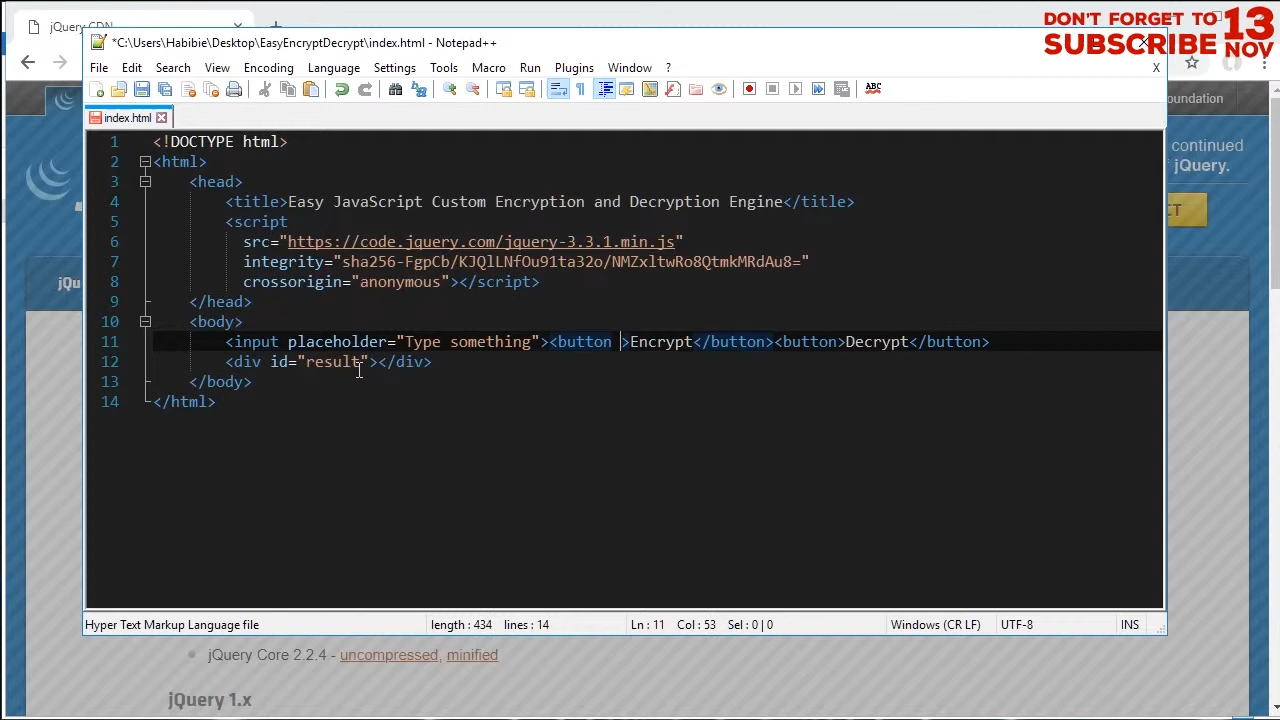 jQuery CDN
DON'T FORGET TO
SUBSCRIBE
13
NOV
*C:\Users\Habibie\Desktop\EasyEncryptDecrypt\index.html - Notepad++
File Edit Search View Encoding Language Settings Tools Macro Run Plugins Window ? X
ABC
index.html
1 <!DOCTYPE html>
2 <html>
3 <head>
4 <title>Easy JavaScript Custom Encryption and Decryption Engine</title>
5 <script
6 src="https://code.jquery.com/jquery-3.3.1.min.js"
7 integrity="sha256-FgpCb/KJQlLNfOu91ta32o/NMZxltwRo8QtmkMRdAu8="
8 crossorigin="anonymous"></script>
9 </head>
10 <body>
11 <input placeholder="Type something"><button >Encrypt</button><button>Decrypt</button>
12 <div id="result"></div>
13 </body>
14 </html>
oundation
continued
jQuery.
CT
jQu
Hyper Text Markup Language file length : 434 lines : 14 Ln : 11 Col : 53 Sel : 0 | 0 Windows (CR LF) UTF-8 INS
jQuery Core 2.2.4 - uncompressed, minified
jQuery 1.x